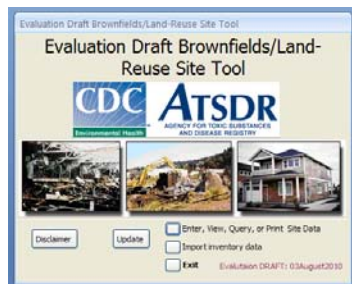 Evaluation Draft Brownfields/Land-Reuse Site Tool
Evaluation Draft Brownfields/Land-
Reuse Site Tool
CDC
Environmental Health
ATSDR
AGENCY FOR TOXIC SUBSTANCES
AND DISEASE REGISTRY
Disclaimer
Update
Enter, View, Query, or Print Site Data
Import inventory data
Exit
Evaluation DRAFT: 03August2010